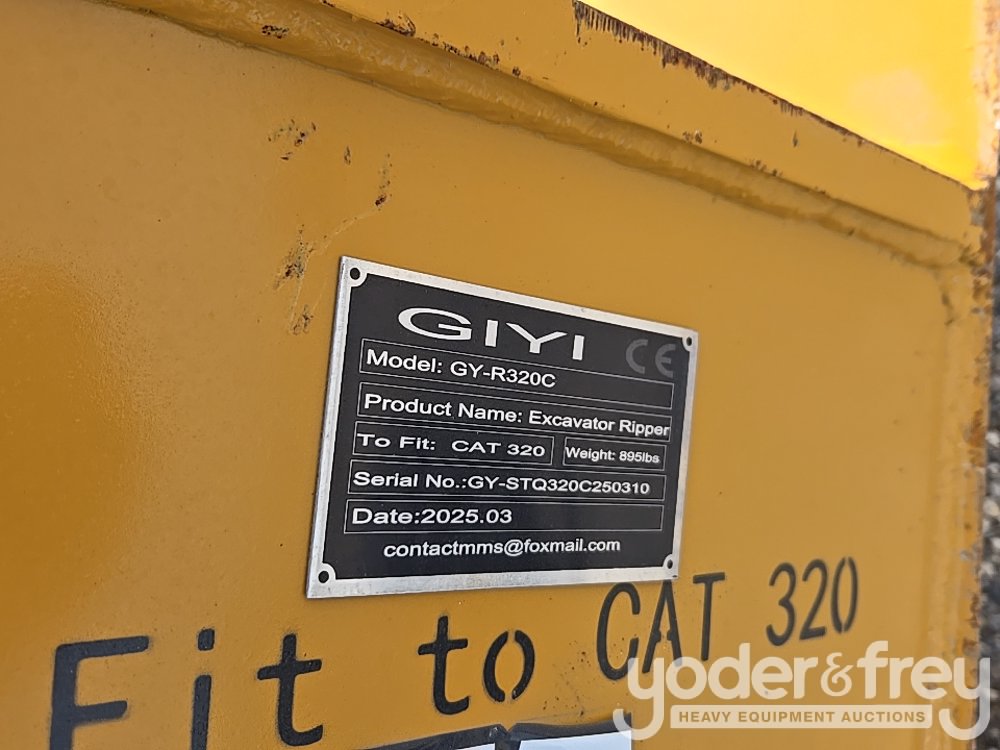 GIYI CE
Model: GY-R320C
Product Name: Excavator Ripper
To Fit: CAT 320 Weight: 895lbs
Serial No.:GY-STQ320C250310
Date:2025.03
contactmms@foxmail.com
Fit to CAT 320
yoder&frey
HEAVY EQUIPMENT AUCTIONS